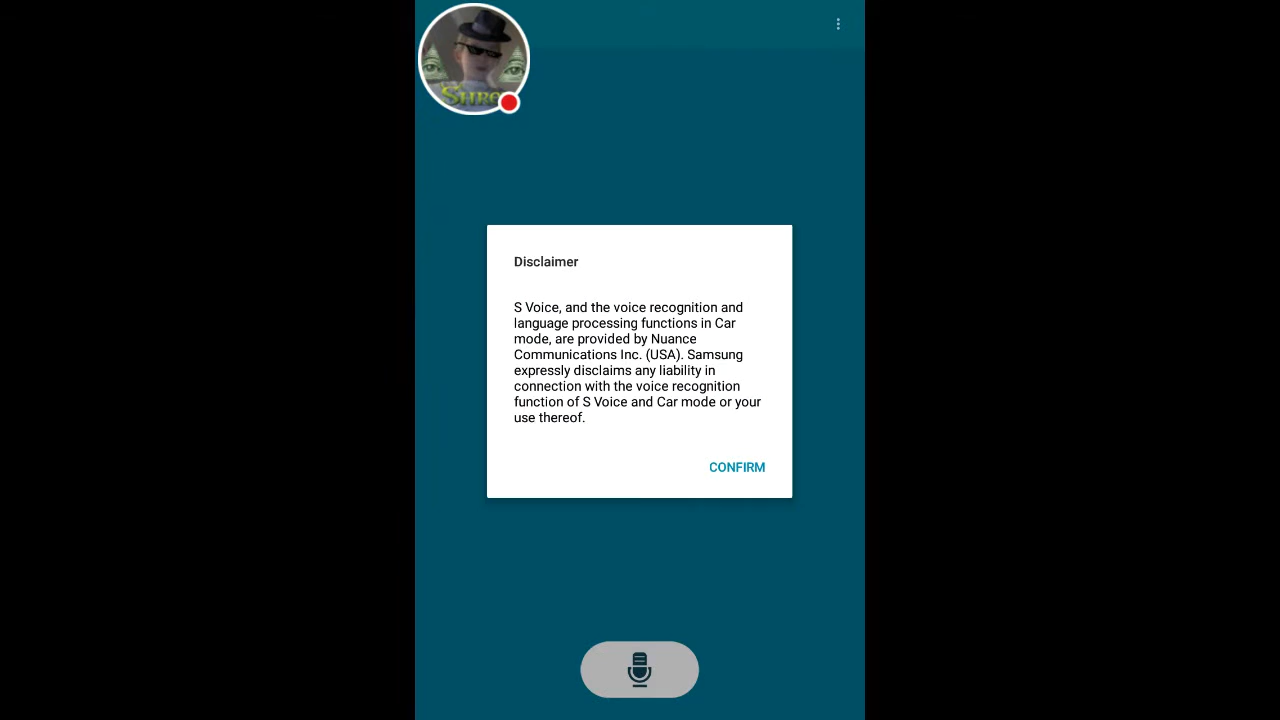 SHRE
Disclaimer
S Voice, and the voice recognition and
language processing functions in Car
mode, are provided by Nuance
Communications Inc. (USA). Samsung
expressly disclaims any liability in
connection with the voice recognition
function of S Voice and Car mode or your
use thereof.
CONFIRM